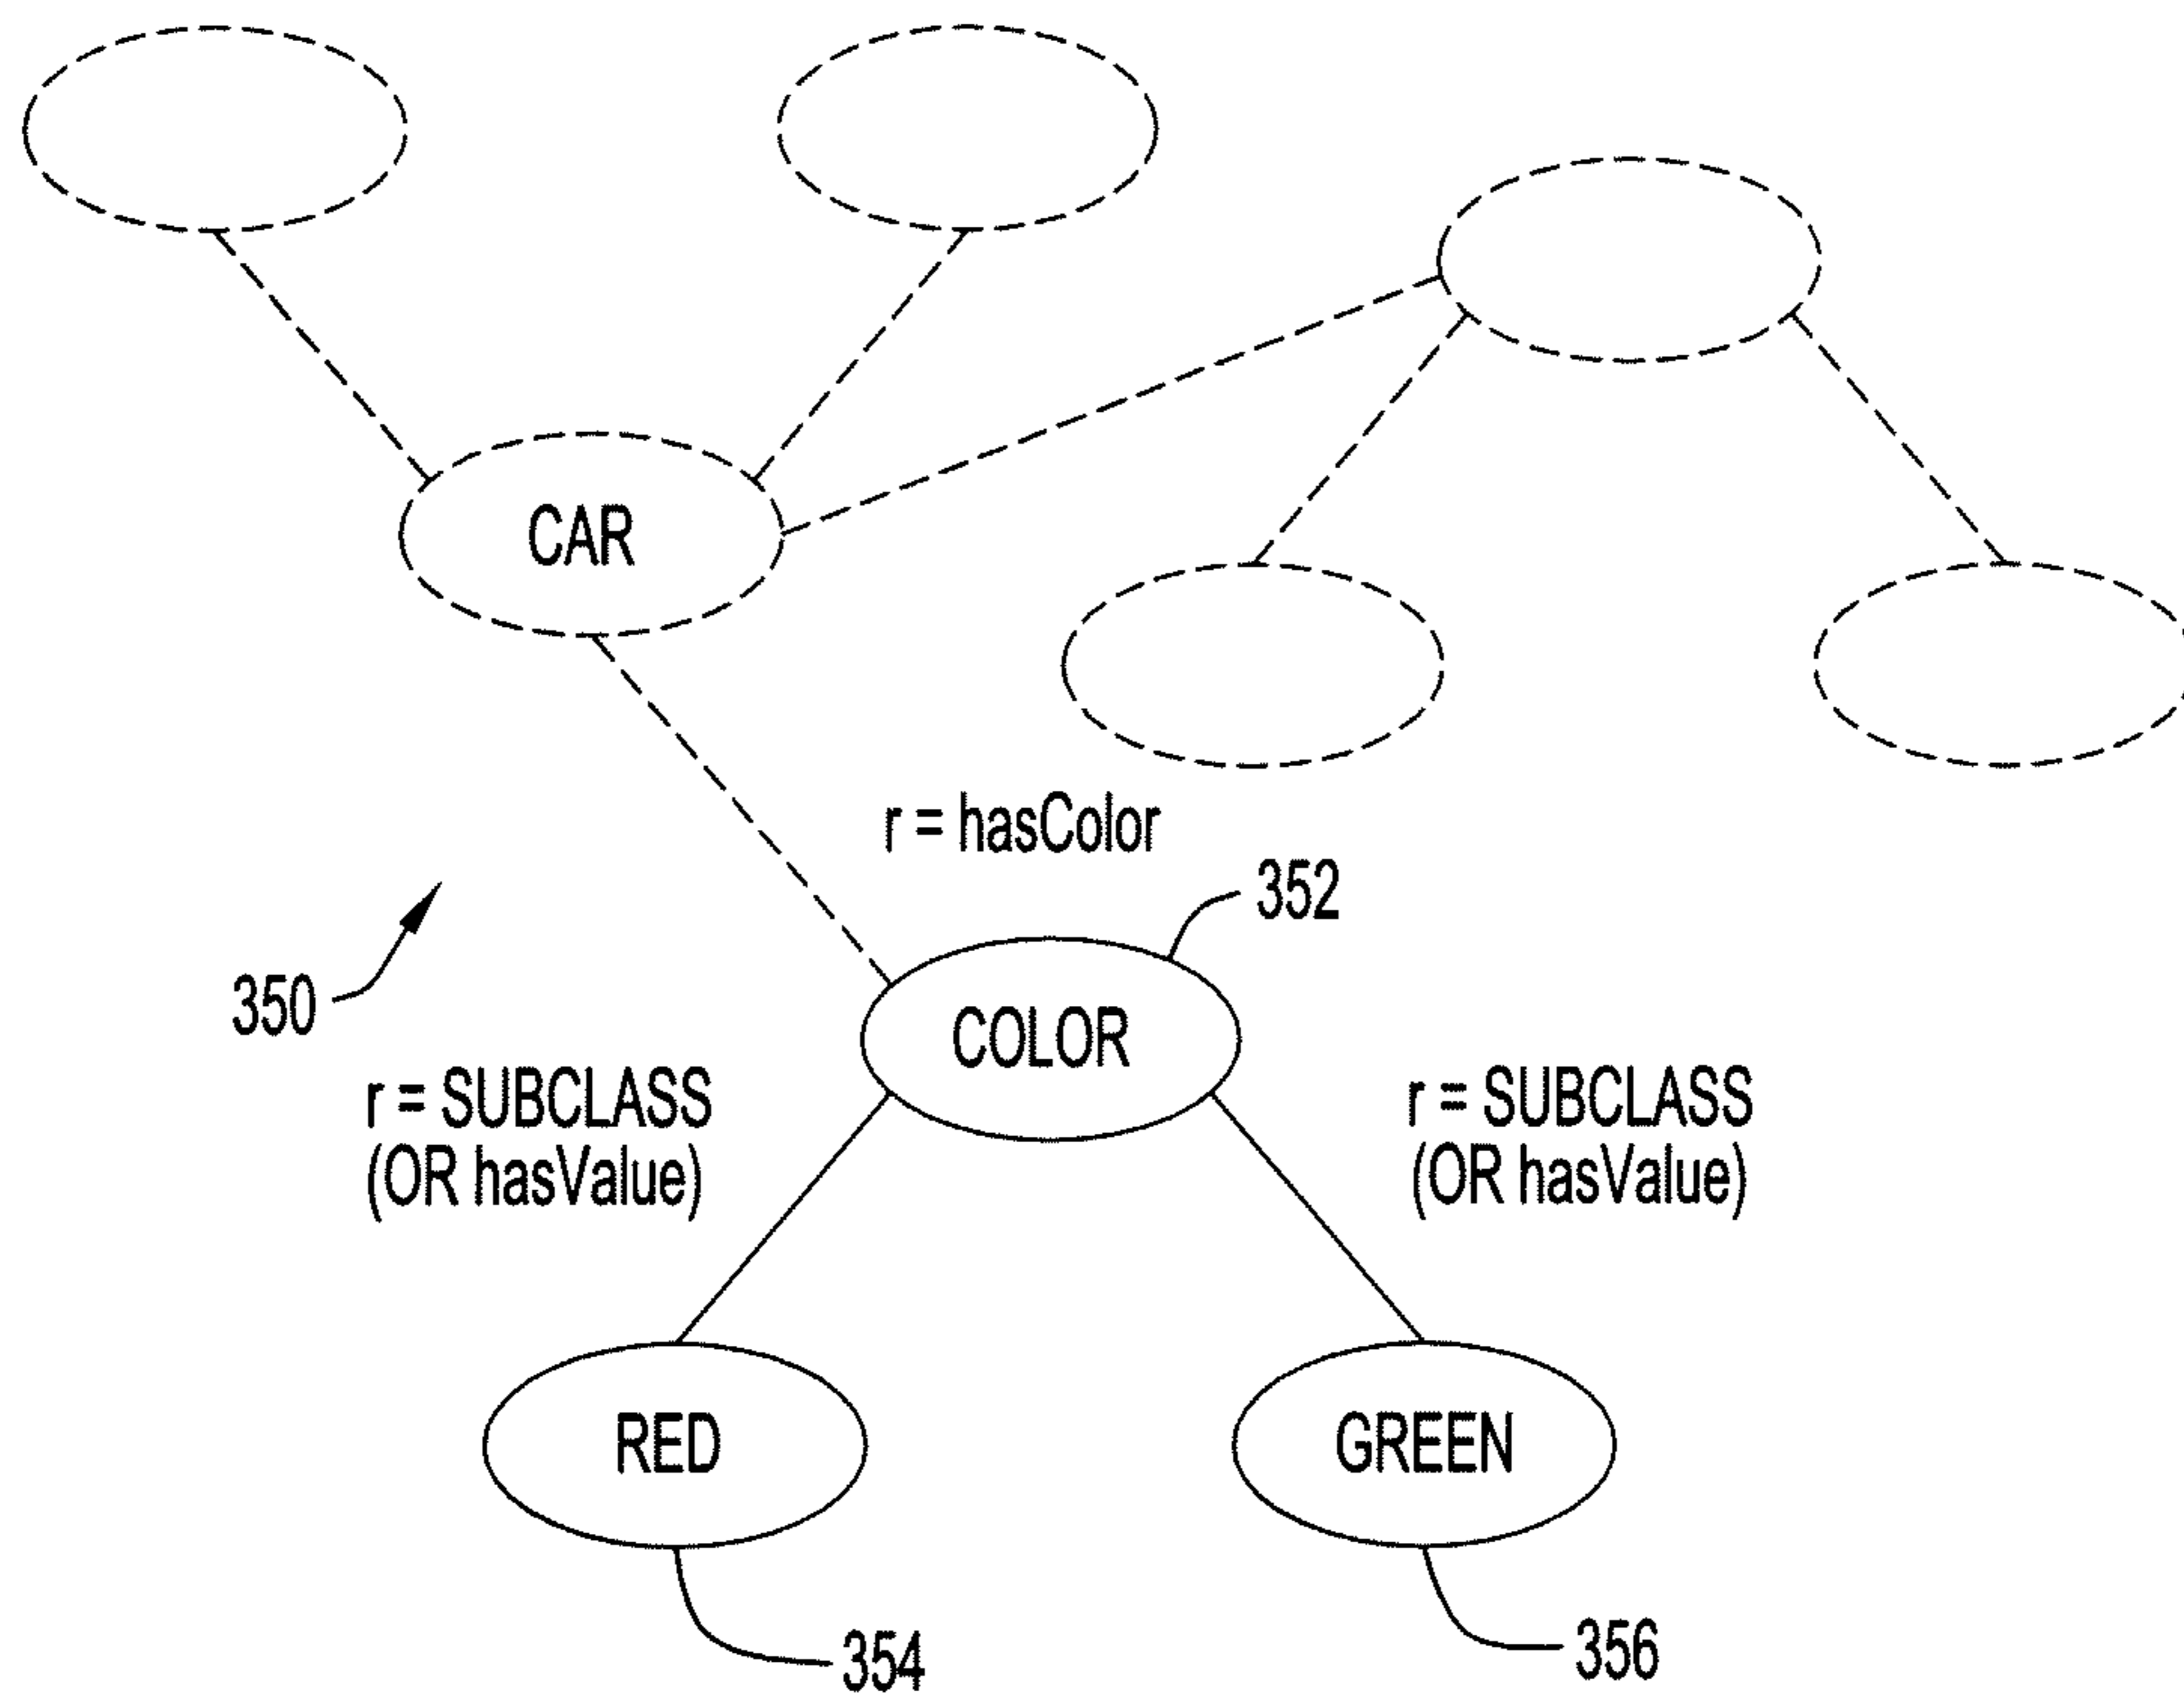 CAR
r = hasColor
352
350
COLOR
r = SUBCLASS
(OR hasValue)
r = SUBCLASS
(OR hasValue)
RED
GREEN
354
356